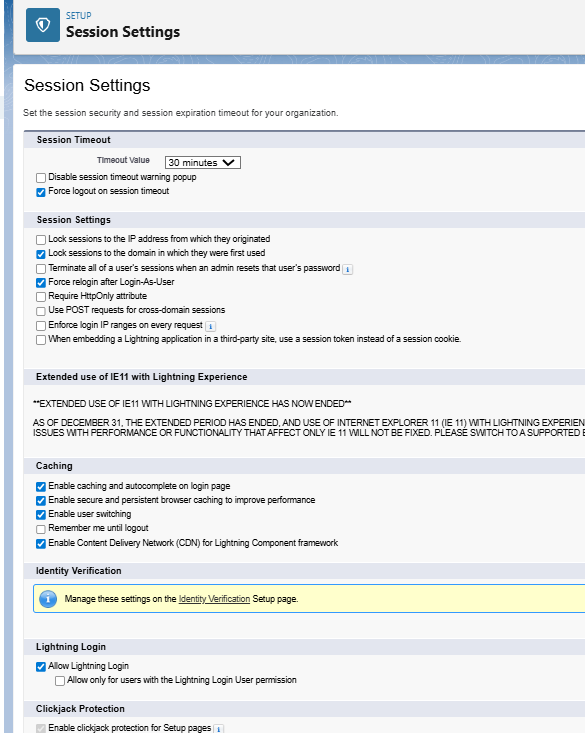 SETUP
Session Settings
Session Settings
Set the session security and session expiration timeout for your organization.
Session Timeout
Timeout Value 30 minutes
Disable session timeout warning popup
Force logout on session timeout
Session Settings
Lock sessions to the IP address from which they originated
Lock sessions to the domain in which they were first used
Terminate all of a user's sessions when an admin resets that user's password i
Force relogin after Login-As-User
Require HttpOnly attribute
Use POST requests for cross-domain sessions
Enforce login IP ranges on every request i
When embedding a Lightning application in a third-party site, use a session token instead of a session cookie.
Extended use of IE11 with Lightning Experience
**EXTENDED USE OF IE11 WITH LIGHTNING EXPERIENCE HAS NOW ENDED**
AS OF DECEMBER 31, THE EXTENDED PERIOD HAS ENDED, AND USE OF INTERNET EXPLORER 11 (IE 11) WITH LIGHTNING EXPERIEN
ISSUES WITH PERFORMANCE OR FUNCTIONALITY THAT AFFECT ONLY IE 11 WILL NOT BE FIXED. PLEASE SWITCH TO A SUPPORTED
Caching
Enable caching and autocomplete on login page
Enable secure and persistent browser caching to improve performance
Enable user switching
Remember me until logout
Enable Content Delivery Network (CDN) for Lightning Component framework
Identity Verification
i Manage these settings on the Identity Verification Setup page.
Lightning Login
Allow Lightning Login
Allow only for users with the Lightning Login User permission
Clickjack Protection
Enable clickjack protection for Setup pages i